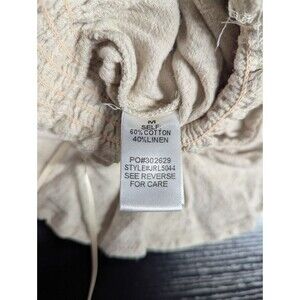 M
SELF
60%COTTON
40%LINEN
PO#302629
STYLE#JRL5044
SEE REVERSE
FOR CARE